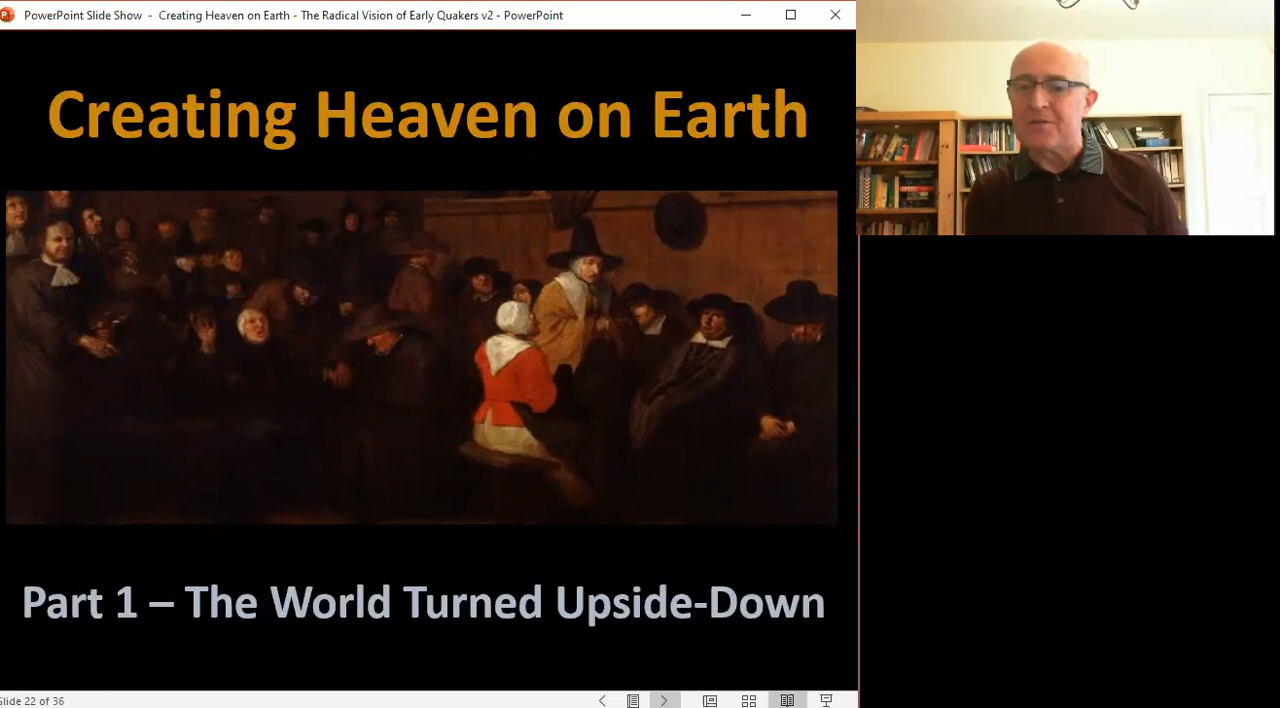 PowerPoint Slide Show - Creating Heaven on Earth - The Radical Vision of Early Quakers v2 - PowerPoint
Creating Heaven on Earth
Part 1 – The World Turned Upside-Down
Slide 22 of 36